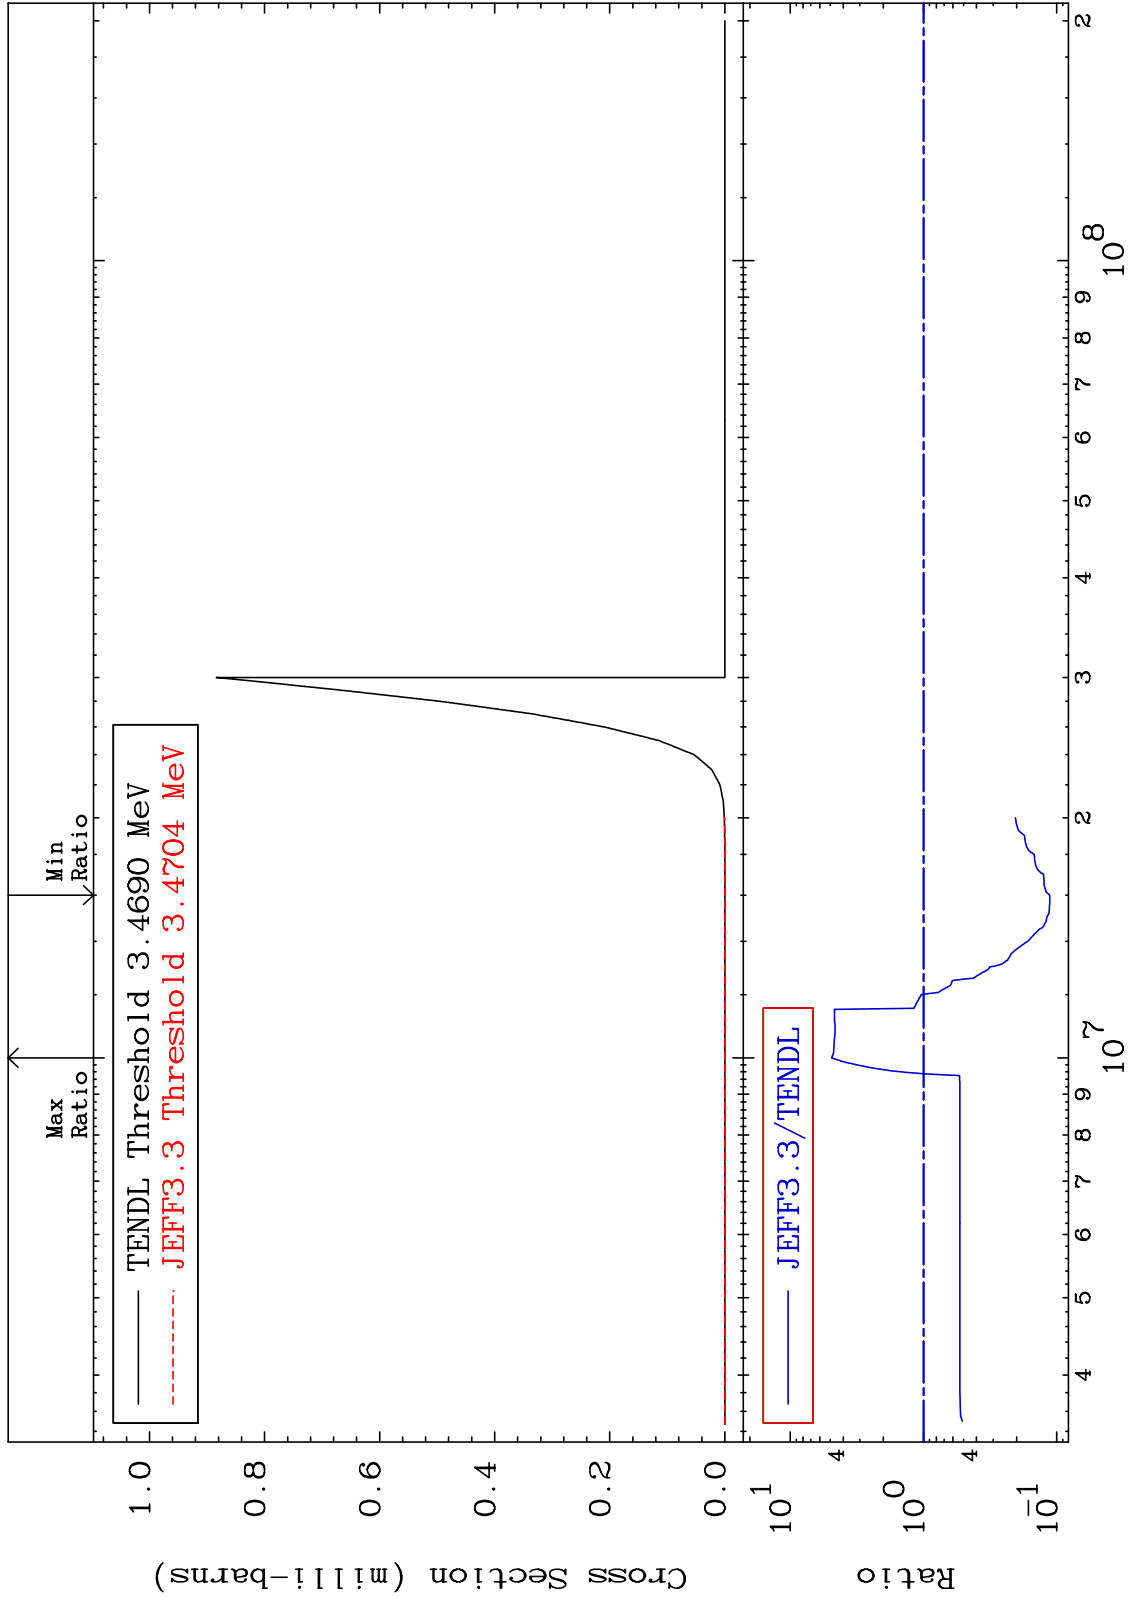 Max
Ratio
Min
Ratio
TENDL Threshold 3.4690 MeV
JEFF3.3 Threshold 3.4704 MeV
Cross Section (milli-barns)
1.0
0.8
0.6
0.4
0.2
0.0
JEFF3.3/TENDL
Ratio
10^1
4
10^0
4
10^-1
4 5 6 7 8 9 10^7 2 3 4 5 6 7 8 9 10^8 2